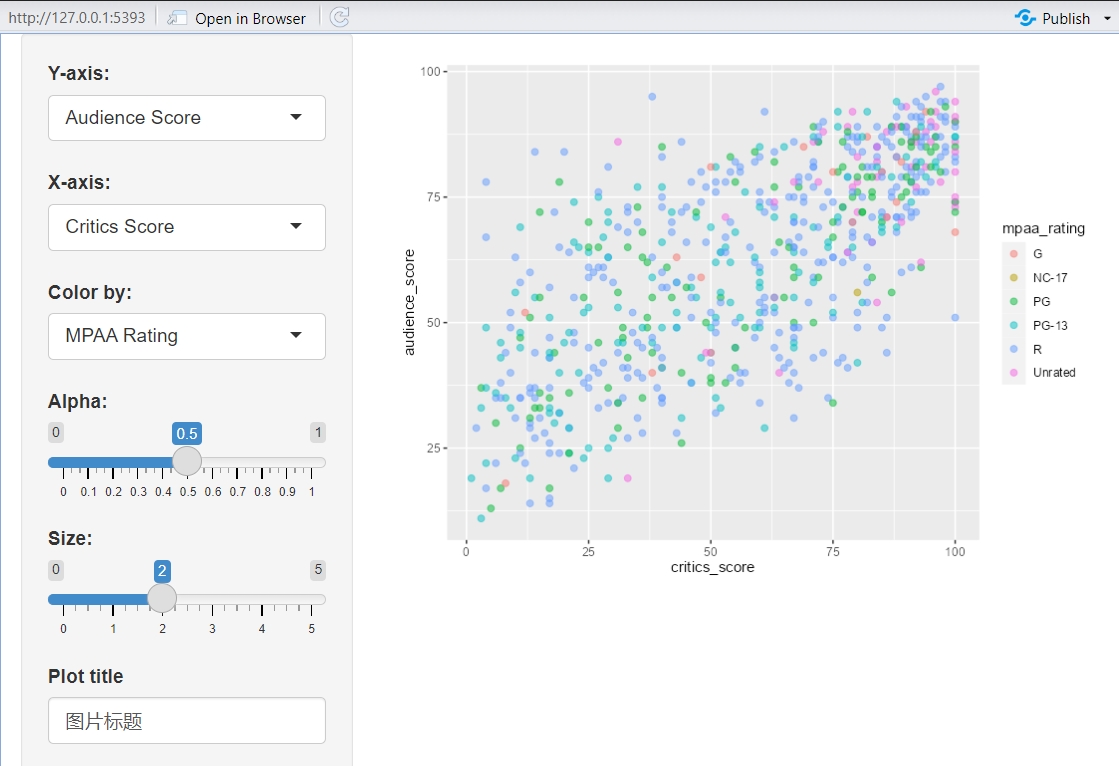 http://127.0.0.1:5393
Open in Browser
Publish
Y-axis:
Audience Score
X-axis:
Critics Score
Color by:
MPAA Rating
Alpha:
0 0.5 1
0 0.1 0.2 0.3 0.4 0.5 0.6 0.7 0.8 0.9 1
Size:
0 2 5
0 1 2 3 4 5
Plot title
图片标题
audience_score
100
75
50
25
0 25 50 75 100
critics_score
mpaa_rating
G
NC-17
PG
PG-13
R
Unrated